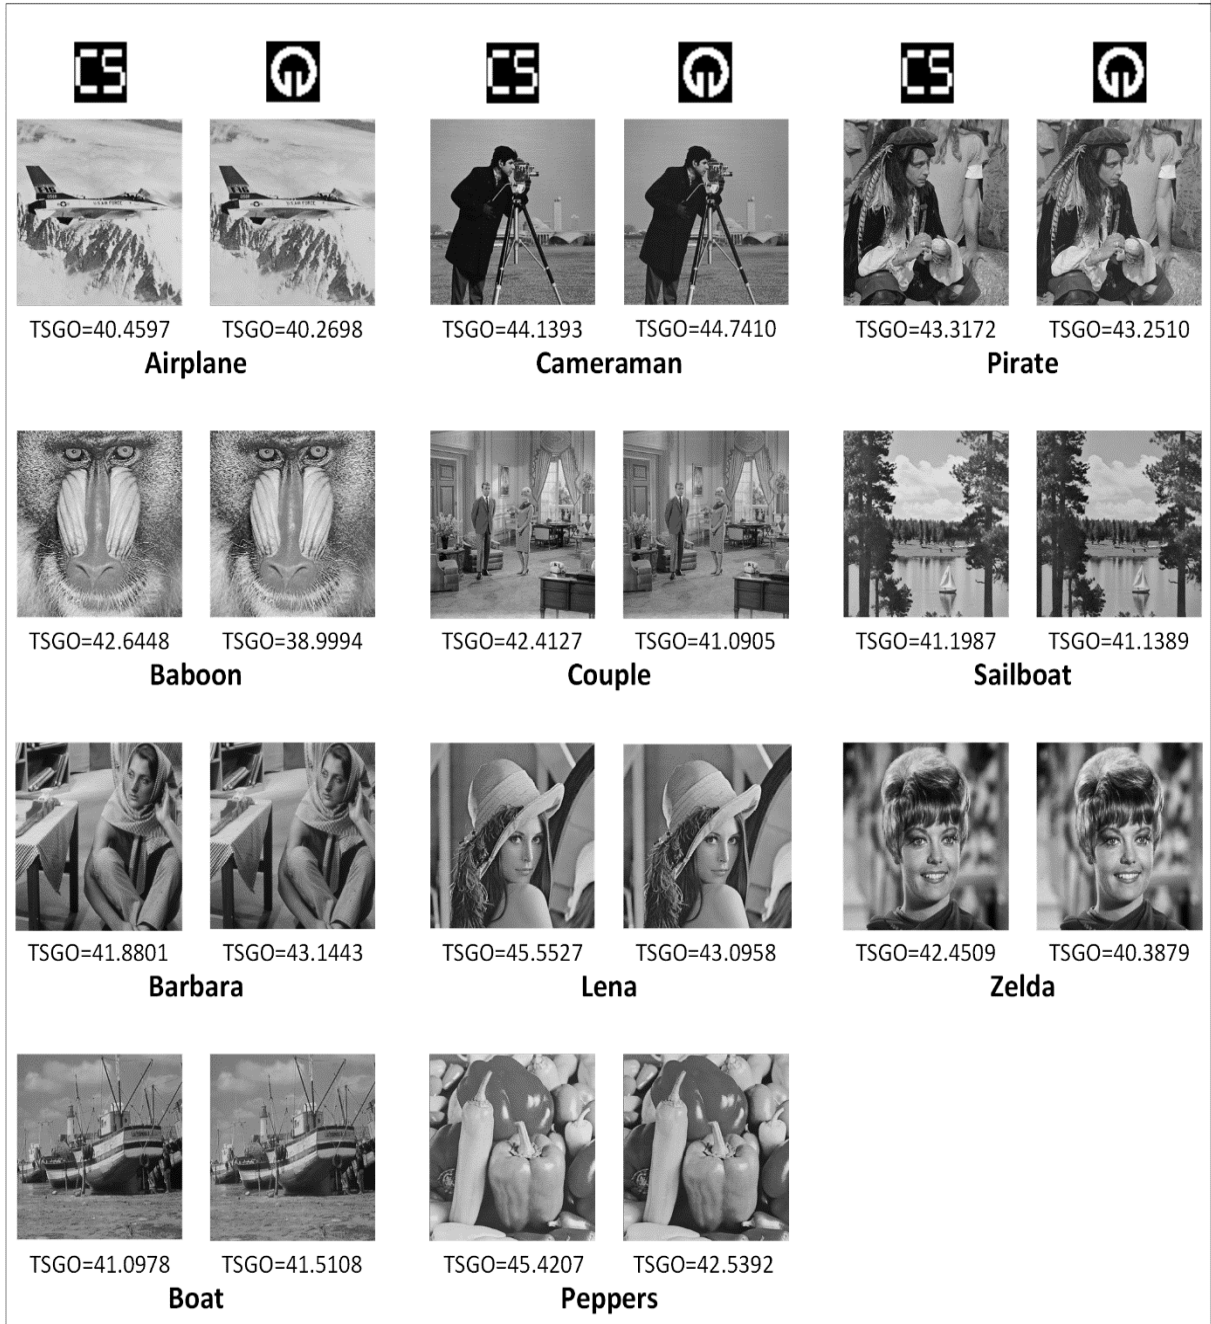 CS CS CS
TSGO=40.4597 TSGO=40.2698 TSGO=44.1393 TSGO=44.7410 TSGO=43.3172 TSGO=43.2510
Airplane Cameraman Pirate
TSGO=42.6448 TSGO=38.9994 TSGO=42.4127 TSGO=41.0905 TSGO=41.1987 TSGO=41.1389
Baboon Couple Sailboat
TSGO=41.8801 TSGO=43.1443 TSGO=45.5527 TSGO=43.0958 TSGO=42.4509 TSGO=40.3879
Barbara Lena Zelda
TSGO=41.0978 TSGO=41.5108 TSGO=45.4207 TSGO=42.5392
Boat Peppers